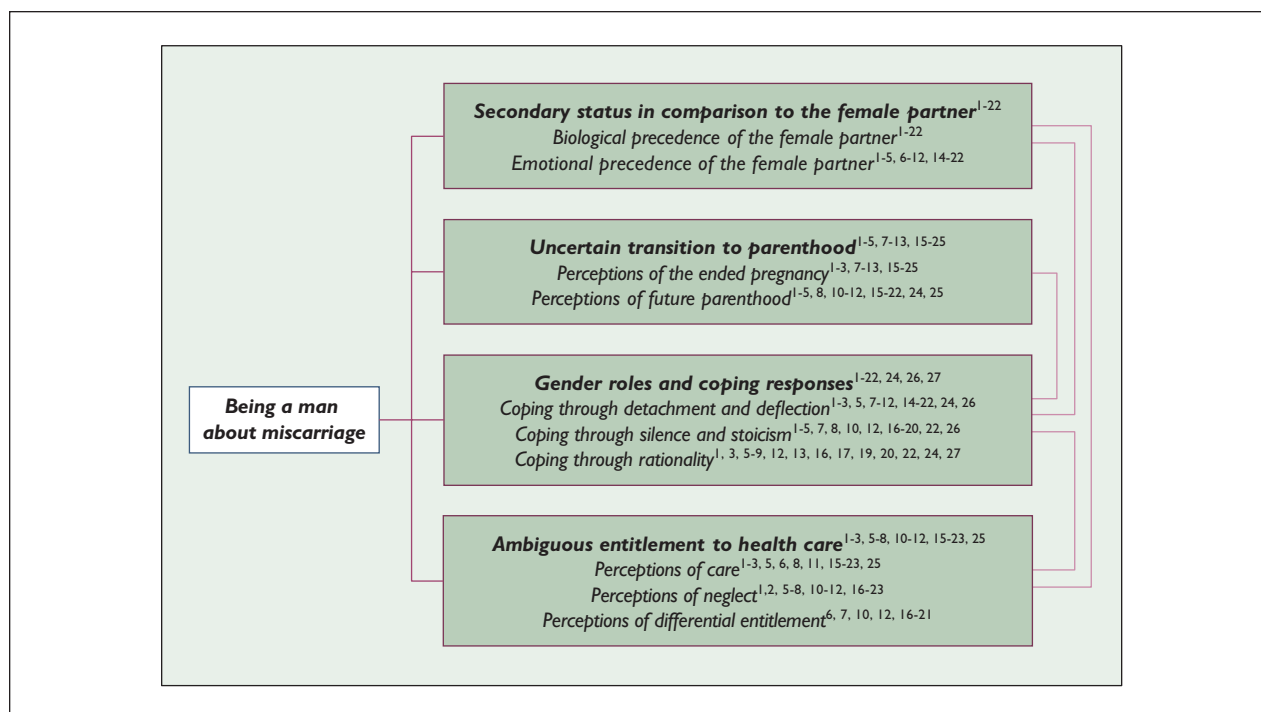 Being a man
about miscarriage
Secondary status in comparison to the female partner1-22
Biological precedence of the female partner1-22
Emotional precedence of the female partner1-5, 6-12, 14-22
Uncertain transition to parenthood1-5, 7-13, 15-25
Perceptions of the ended pregnancy1-3, 7-13, 15-25
Perceptions of future parenthood1-5, 8, 10-12, 15-22, 24, 25
Gender roles and coping responses1-22, 24, 26, 27
Coping through detachment and deflection1-3, 5, 7-12, 14-22, 24, 26
Coping through silence and stoicism1-5, 7, 8, 10, 12, 16-20, 22, 26
Coping through rationality1, 3, 5-9, 12, 13, 16, 17, 19, 20, 22, 24, 27
Ambiguous entitlement to health care1-3, 5-8, 10-12, 15-23, 25
Perceptions of care1-3, 5, 6, 8, 11, 15-23, 25
Perceptions of neglect1,2, 5-8, 10-12, 16-23
Perceptions of differential entitlement6, 7, 10, 12, 16-21